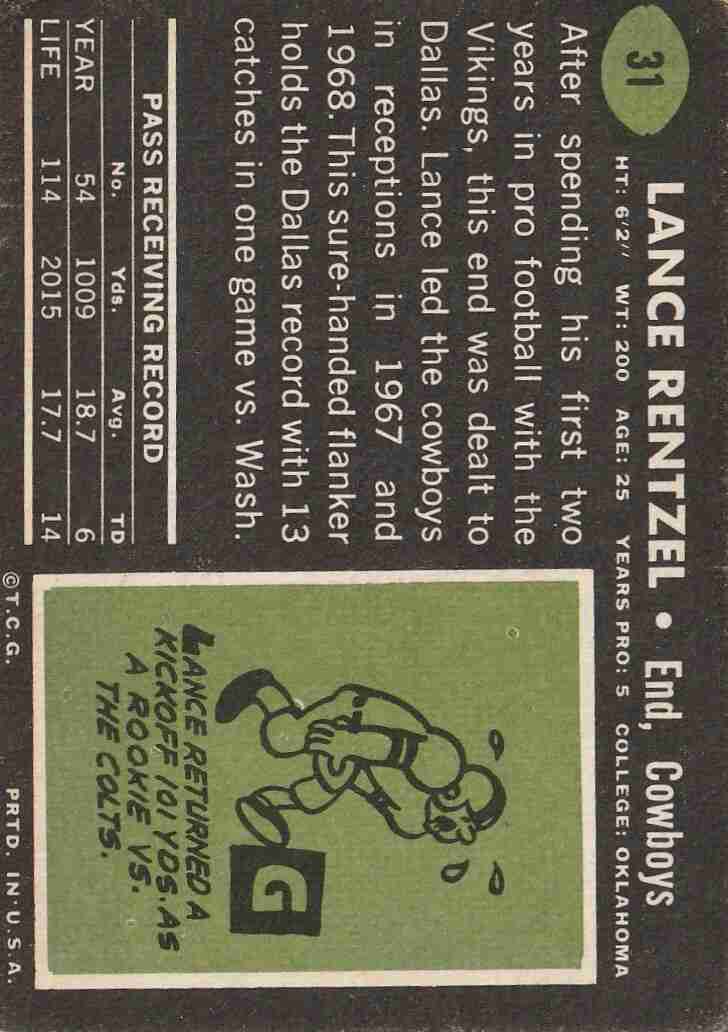 31
LANCE RENTZEL • End, Cowboys
HT: 6'2" WT: 200 AGE: 25 YEARS PRO: 5 COLLEGE: OKLAHOMA
After spending his first two
years in pro football with the
Vikings, this end was dealt to
Dallas. Lance led the cowboys
in receptions in 1967 and
1968. This sure-handed flanker
holds the Dallas record with 13
catches in one game vs. Wash.
PASS RECEIVING RECORD
No. Yds. Avg. TD
YEAR 54 1009 18.7 6
LIFE 114 2015 17.7 14
G
LANCE RETURNED A
KICKOFF 101 YDS. AS
A ROOKIE VS.
THE COLTS.
©T.C.G. PRTD. IN U.S.A.